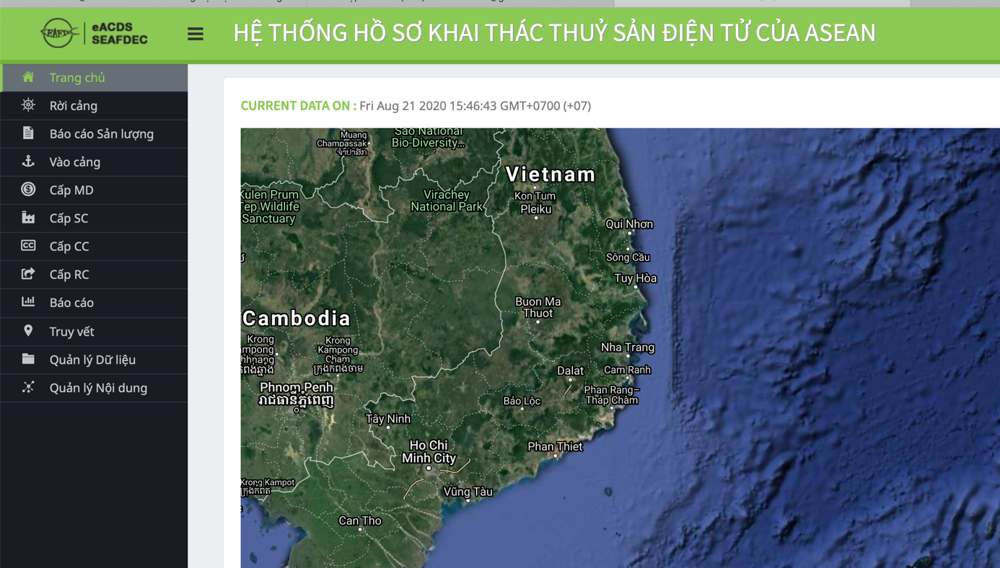 SEAFDEC
eACDS
SEAFDEC
HỆ THỐNG HỒ SƠ KHAI THÁC THUỶ SẢN ĐIỆN TỬ CỦA ASEAN
Trang chủ
Rời cảng
Báo cáo Sản lượng
Vào cảng
Cấp MD
Cấp SC
Cấp CC
Cấp RC
Báo cáo
Truy vết
Quản lý Dữ liệu
Quản lý Nội dung
CURRENT DATA ON : Fri Aug 21 2020 15:46:43 GMT+0700 (+07)
Muang
Champassak
ຈຳປາສັກ
Sao National
Bio-Diversity...
Vietnam
Kon Tum
Pleiku
Kulen Prum
Tep Wildlife
Sanctuary
Virachey
National Park
Qui Nhơn
Sông Cầu
Tuy Hòa
Buon Ma
Thuot
Cambodia
Krong
Kampong
Cham
ក្រុងកំពង់ចាម
Krong
Nha Trang
Dalat
Cam Ranh
Phan Rang–
Tháp Chàm
Phnom Penh
រាជធានីភ្នំពេញ
Bảo Lộc
Tây Ninh
Ho Chi
Minh City
Phan Thiet
Krong Kampot
ក្រុងកំពត
Vũng Tàu
Can Tho